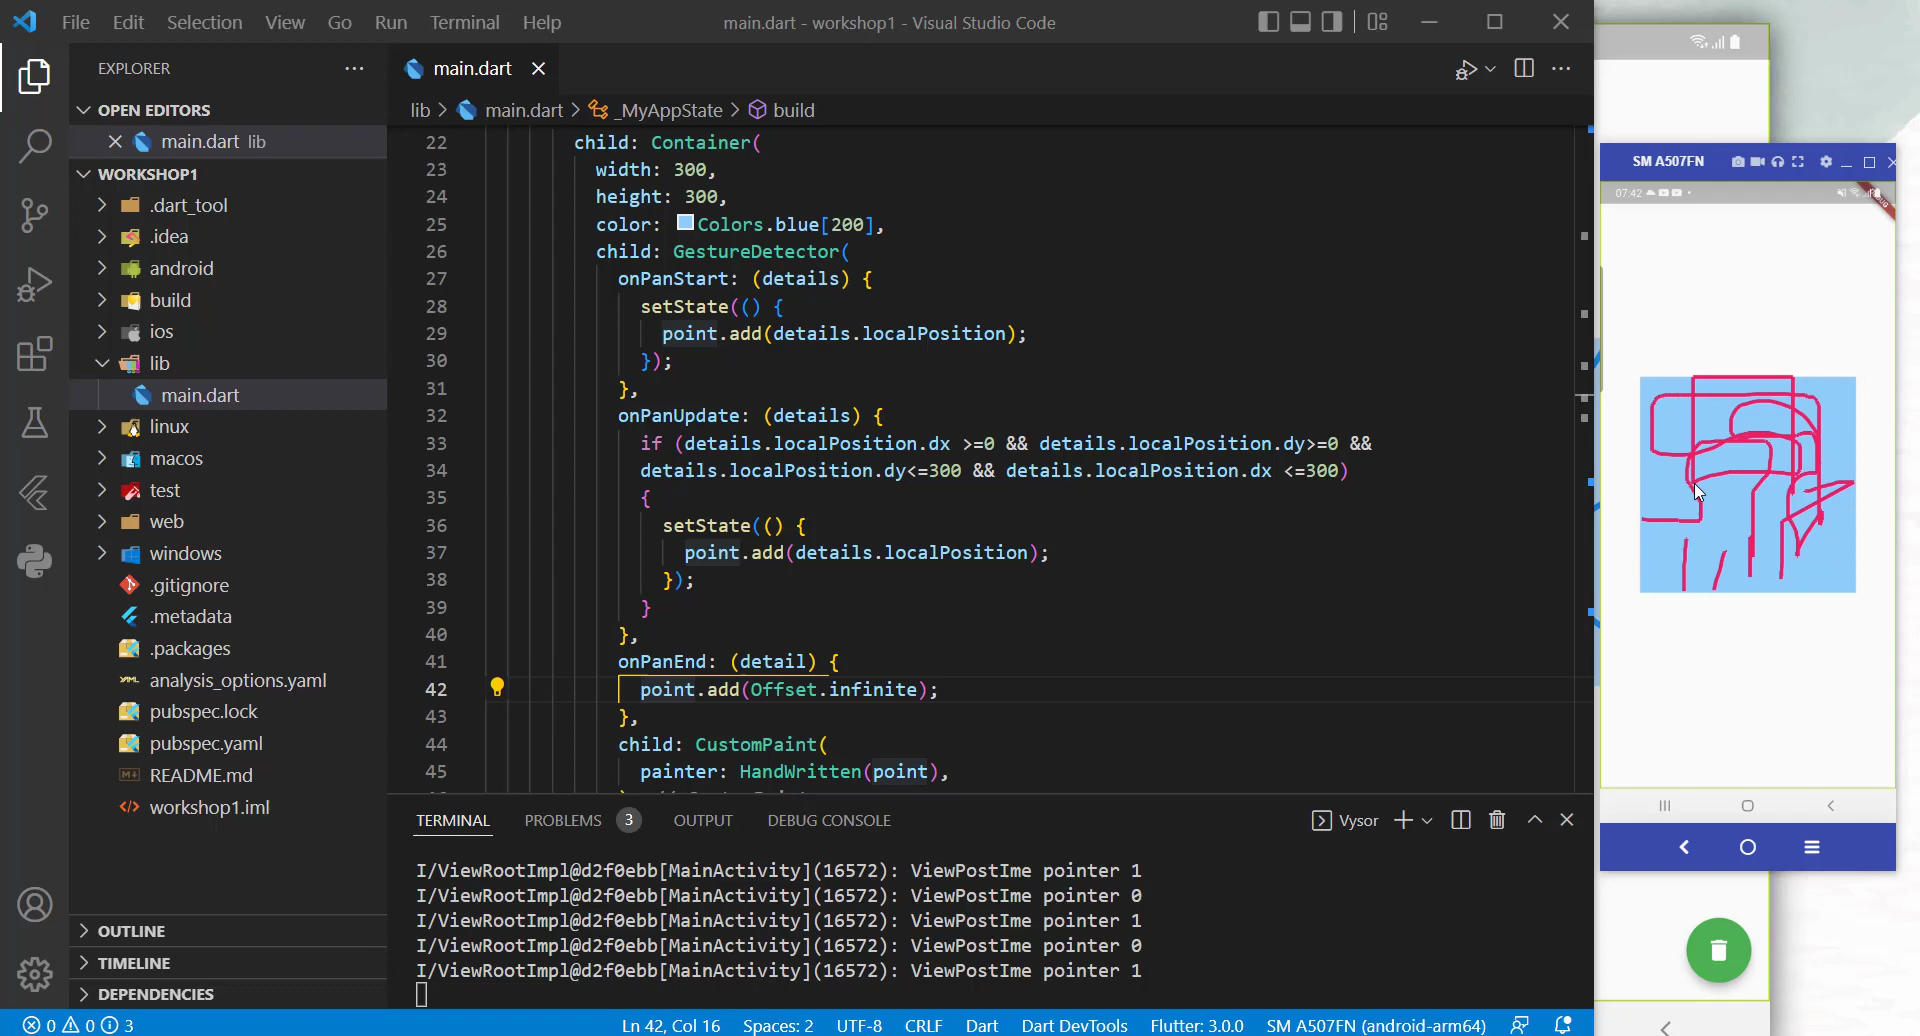 File Edit Selection View Go Run Terminal Help
main.dart - workshop1 - Visual Studio Code
EXPLORER
OPEN EDITORS
main.dart lib
WORKSHOP1
.dart_tool
.idea
android
build
ios
lib
main.dart
linux
macos
test
web
windows
.gitignore
.metadata
.packages
analysis_options.yaml
pubspec.lock
pubspec.yaml
README.md
workshop1.iml
OUTLINE
TIMELINE
DEPENDENCIES
main.dart
lib > main.dart > _MyAppState > build
22 child: Container(
23 width: 300,
24 height: 300,
25 color: Colors.blue[200],
26 child: GestureDetector(
27 onPanStart: (details) {
28 setState(() {
29 point.add(details.localPosition);
30 });
31 },
32 onPanUpdate: (details) {
33 if (details.localPosition.dx >=0 && details.localPosition.dy>=0 &&
34 details.localPosition.dy<=300 && details.localPosition.dx <=300)
35 {
36 setState(() {
37 point.add(details.localPosition);
38 });
39 }
40 },
41 onPanEnd: (detail) {
42 point.add(Offset.infinite);
43 },
44 child: CustomPaint(
45 painter: HandWritten(point),
TERMINAL PROBLEMS 3 OUTPUT DEBUG CONSOLE
Vysor
I/ViewRootImpl@d2f0ebb[MainActivity](16572): ViewPostIme pointer 1
I/ViewRootImpl@d2f0ebb[MainActivity](16572): ViewPostIme pointer 0
I/ViewRootImpl@d2f0ebb[MainActivity](16572): ViewPostIme pointer 1
I/ViewRootImpl@d2f0ebb[MainActivity](16572): ViewPostIme pointer 0
I/ViewRootImpl@d2f0ebb[MainActivity](16572): ViewPostIme pointer 1
0 0 3
Ln 42, Col 16 Spaces: 2 UTF-8 CRLF Dart Dart DevTools Flutter: 3.0.0 SM A507FN (android-arm64)
SM A507FN
07:42